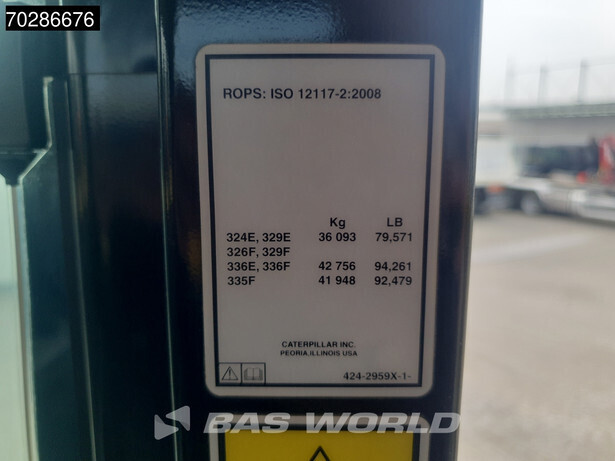 70286676
ROPS: ISO 12117-2:2008
Kg LB
324E, 329E 36 093 79,571
326F, 329F
336E, 336F 42 756 94,261
335F 41 948 92,479
CATERPILLAR INC.
PEORIA, ILLINOIS USA
424-2959X-1-
BAS WORLD